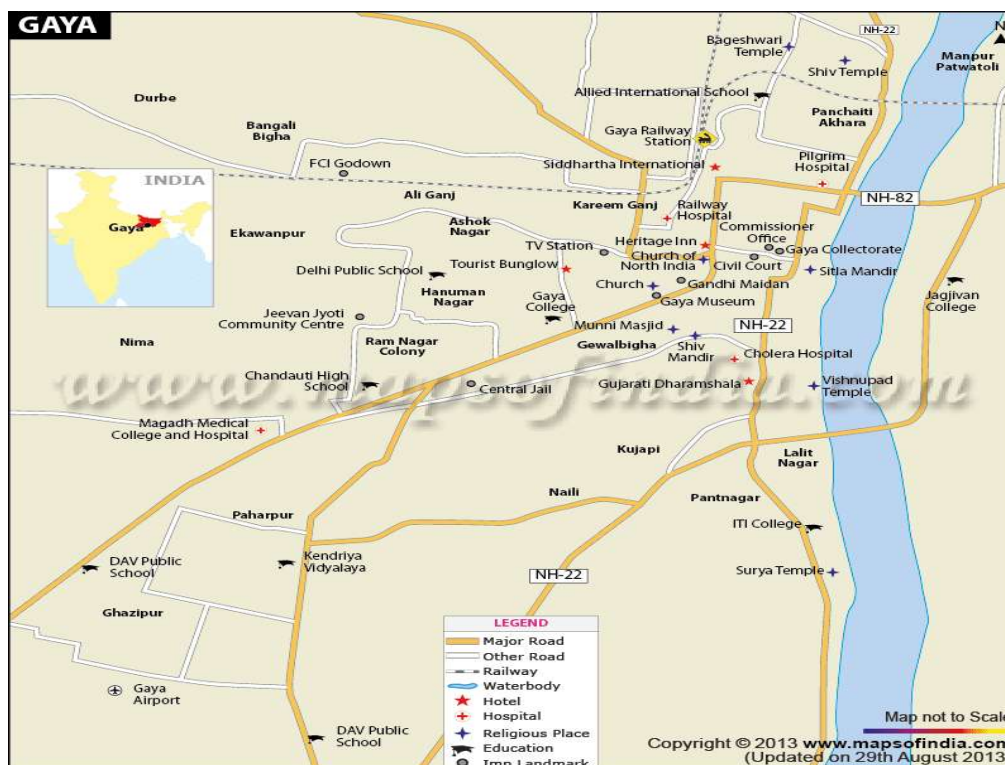 GAYA
NH-22
N
Bageshwari
Temple
Shiv Temple
Manpur
Patwatoli
Durbe
Allied International School
Panchaiti
Akhara
Bangali
Bigha
Gaya Railway
Station
FCI Godown
Siddhartha International
Pilgrim
Hospital
INDIA
Gaya
Ali Ganj
Kareem Ganj
NH-82
Railway
Hospital
Ashok
Nagar
Ekawanpur
Commissioner
Office
TV Station
Heritage Inn
Gaya Collectorate
Church of
North India
Civil Court
Delhi Public School
Tourist Bunglow
Sitla Mandir
Hanuman
Nagar
Church
Gandhi Maidan
Gaya Museum
Jagjivan
College
Gaya
College
Jeevan Jyoti
Community Centre
Munni Masjid
NH-22
Nima
Ram Nagar
Colony
Gewalbigha
Shiv
Mandir
Cholera Hospital
Chandauti High
School
Central Jail
Gujarati Dharamshala
Vishnupad
Temple
www.mapsofindia.com
Magadh Medical
College and Hospital
Kujapi
Lalit
Nagar
Naili
Pantnagar
Paharpur
ITI College
DAV Public
School
Kendriya
Vidyalaya
NH-22
Surya Temple
Ghazipur
LEGEND
Major Road
Other Road
Railway
Waterbody
Hotel
Hospital
Religious Place
Education
Imp Landmark
Gaya
Airport
DAV Public
School
Map not to Scale
Copyright © 2013 www.mapsofindia.com
(Updated on 29th August 2013)